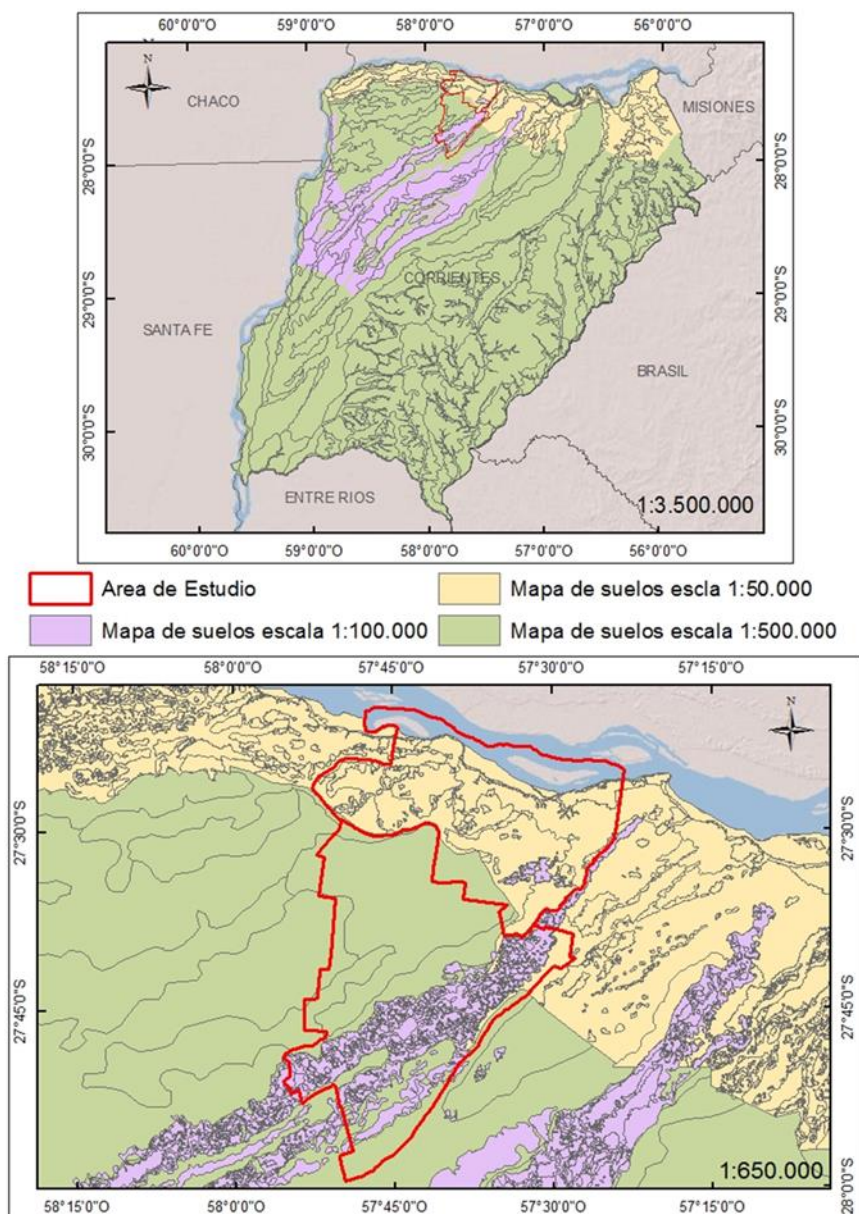 60°0'0"O 59°0'0"O 58°0'0"O 57°0'0"O 56°0'0"O
N
N
CHACO
MISIONES
28°0'0"S
28°0'0"S
CORRIENTES
29°0'0"S
29°0'0"S
SANTA FE
BRASIL
30°0'0"S
30°0'0"S
ENTRE RIOS
1:3.500.000
60°0'0"O 59°0'0"O 58°0'0"O 57°0'0"O 56°0'0"O
Area de Estudio
Mapa de suelos escla 1:50.000
Mapa de suelos escala 1:100.000
Mapa de suelos escala 1:500.000
58°15'0"O 58°0'0"O 57°45'0"O 57°30'0"O 57°15'0"O
N
27°30'0"S
27°30'0"S
27°45'0"S
27°45'0"S
28°0'0"S
1:650.000
58°15'0"O 58°0'0"O 57°45'0"O 57°30'0"O 57°15'0"O